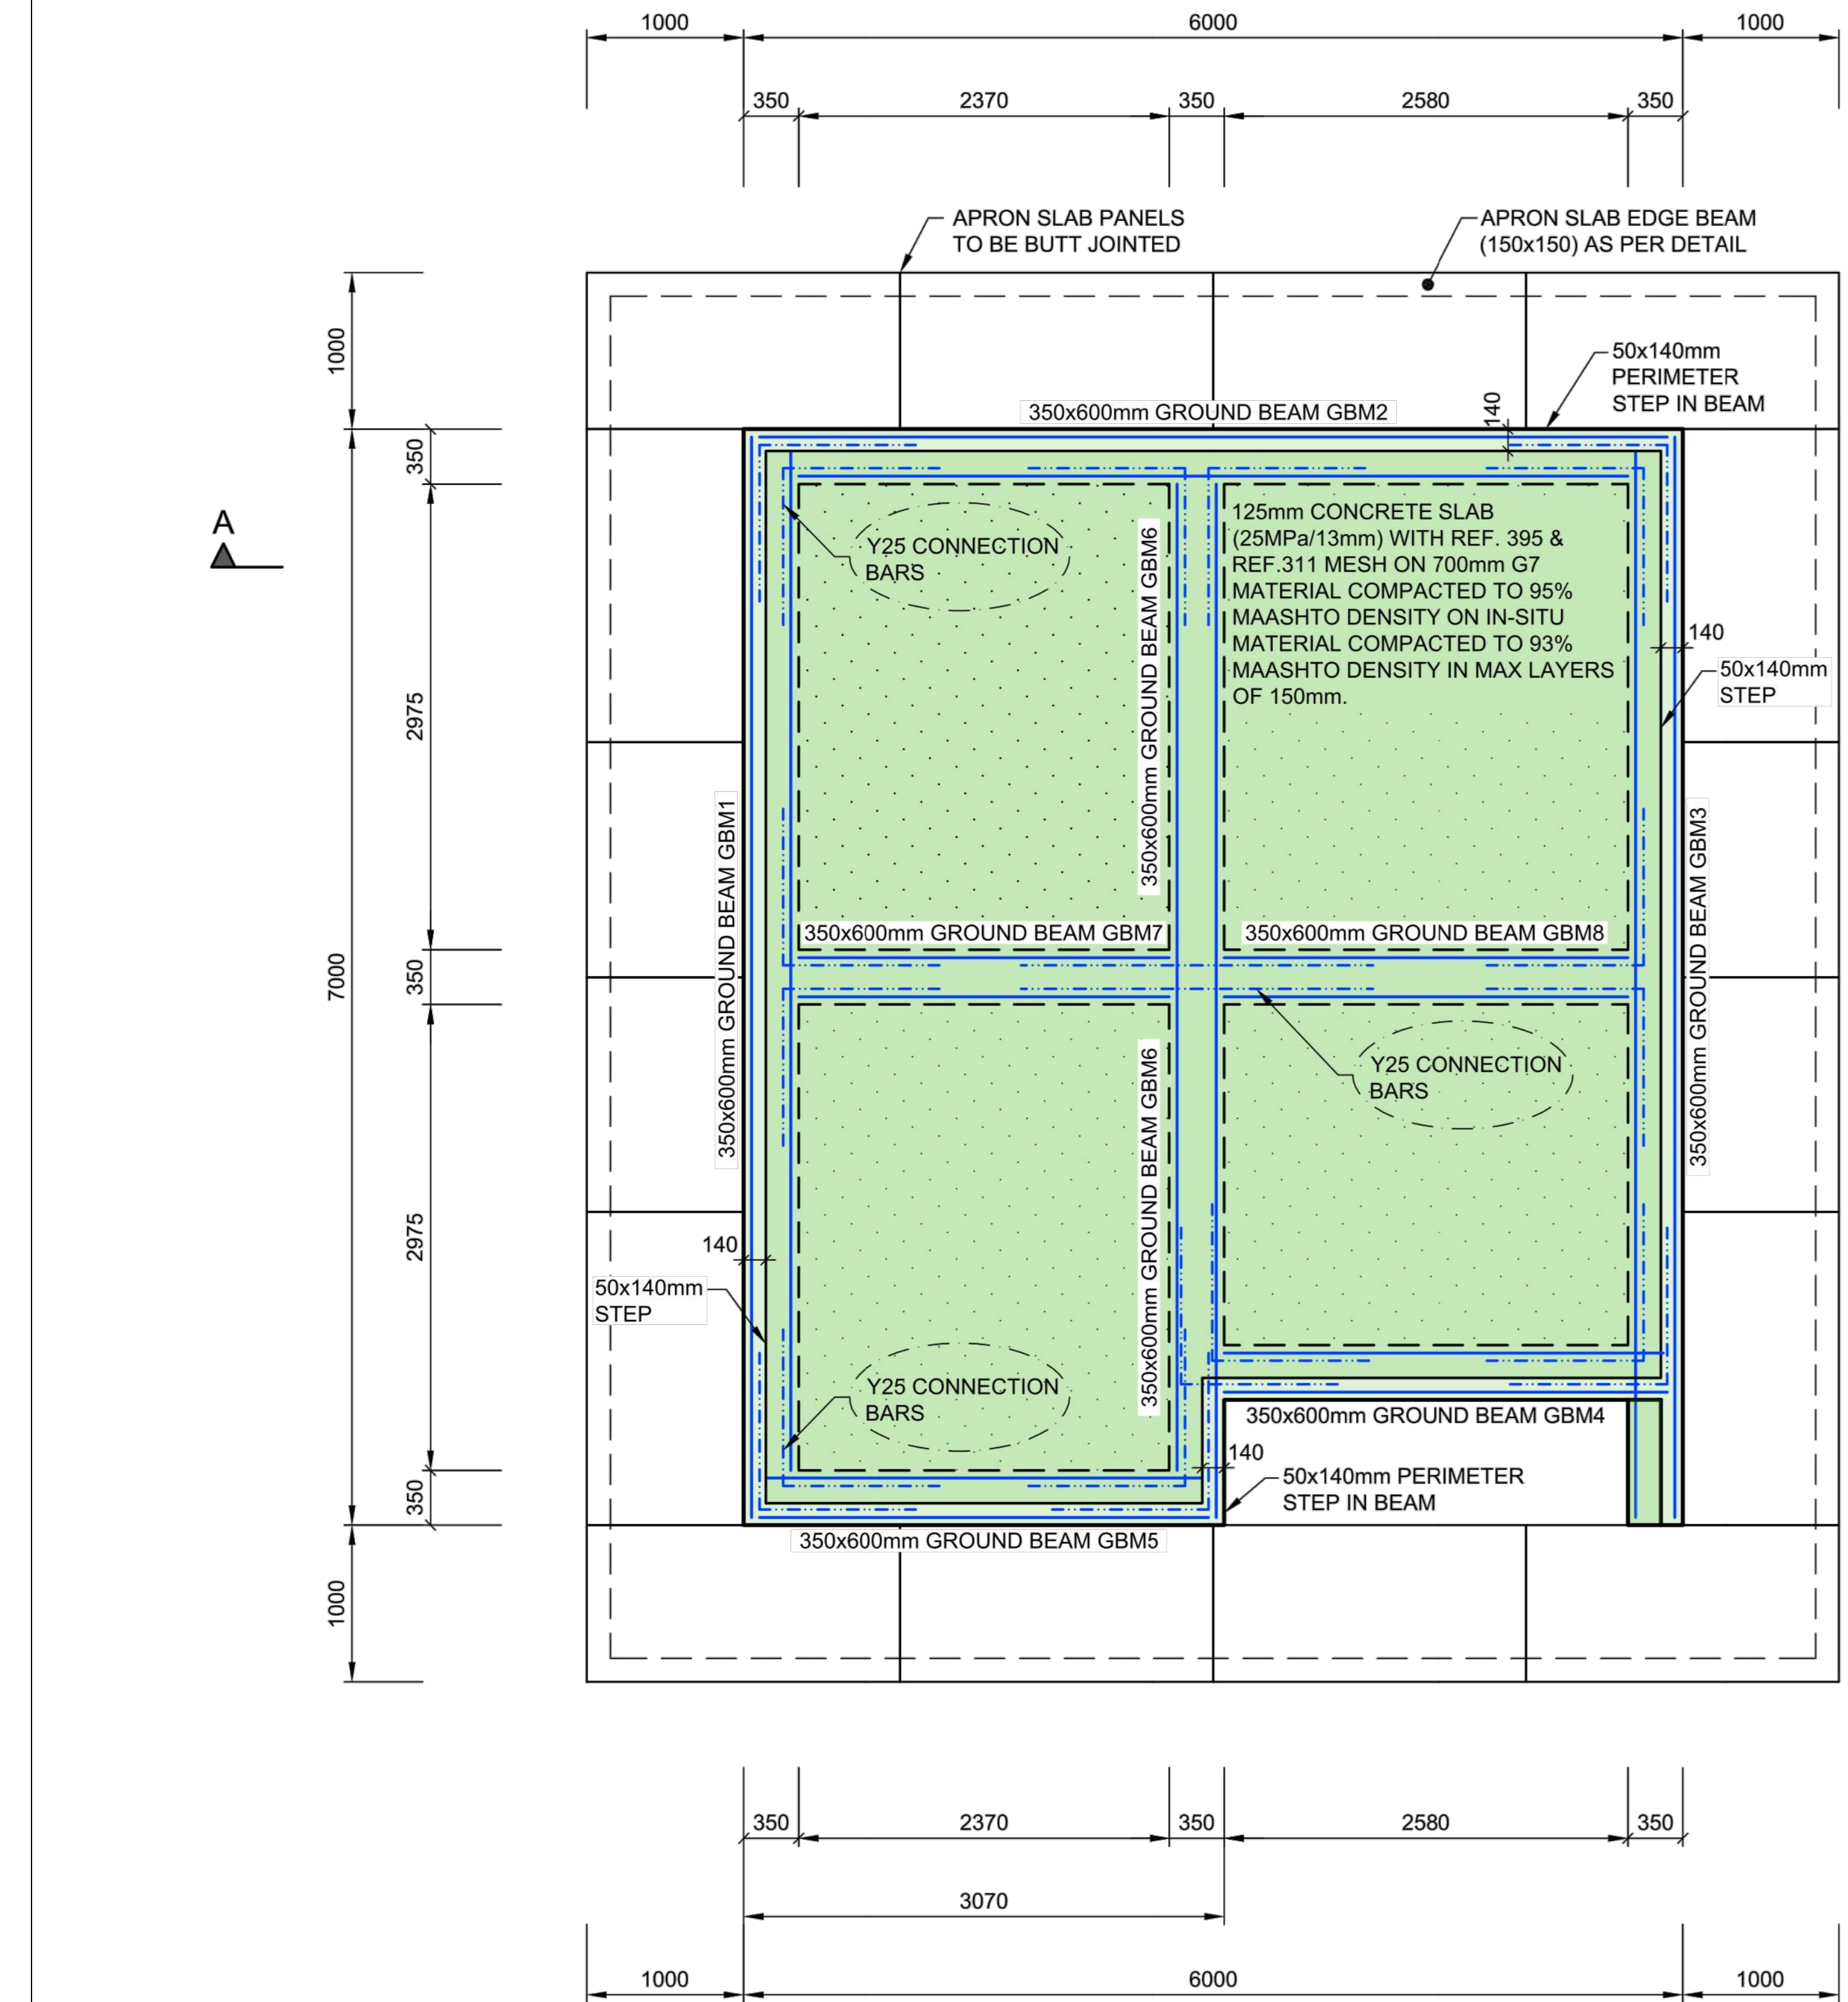 1000
6000
1000
350
2370
350
2580
350
APRON SLAB PANELS
TO BE BUTT JOINTED
APRON SLAB EDGE BEAM
(150x150) AS PER DETAIL
1000
50x140mm
PERIMETER
STEP IN BEAM
350x600mm GROUND BEAM GBM2
140
350
A
Y25 CONNECTION
BARS
350x600mm GROUND BEAM GBM6
125mm CONCRETE SLAB
(25MPa/13mm) WITH REF. 395 &
REF.311 MESH ON 700mm G7
MATERIAL COMPACTED TO 95%
MAASHTO DENSITY ON IN-SITU
MATERIAL COMPACTED TO 93%
MAASHTO DENSITY IN MAX LAYERS
OF 150mm.
140
50x140mm
STEP
2975
350x600mm GROUND BEAM GBM1
350x600mm GROUND BEAM GBM3
350x600mm GROUND BEAM GBM7
350x600mm GROUND BEAM GBM8
7000
350
Y25 CONNECTION
BARS
350x600mm GROUND BEAM GBM6
2975
140
50x140mm
STEP
Y25 CONNECTION
BARS
350x600mm GROUND BEAM GBM4
140
50x140mm PERIMETER
STEP IN BEAM
350
350x600mm GROUND BEAM GBM5
1000
350
2370
350
2580
350
3070
1000
6000
1000